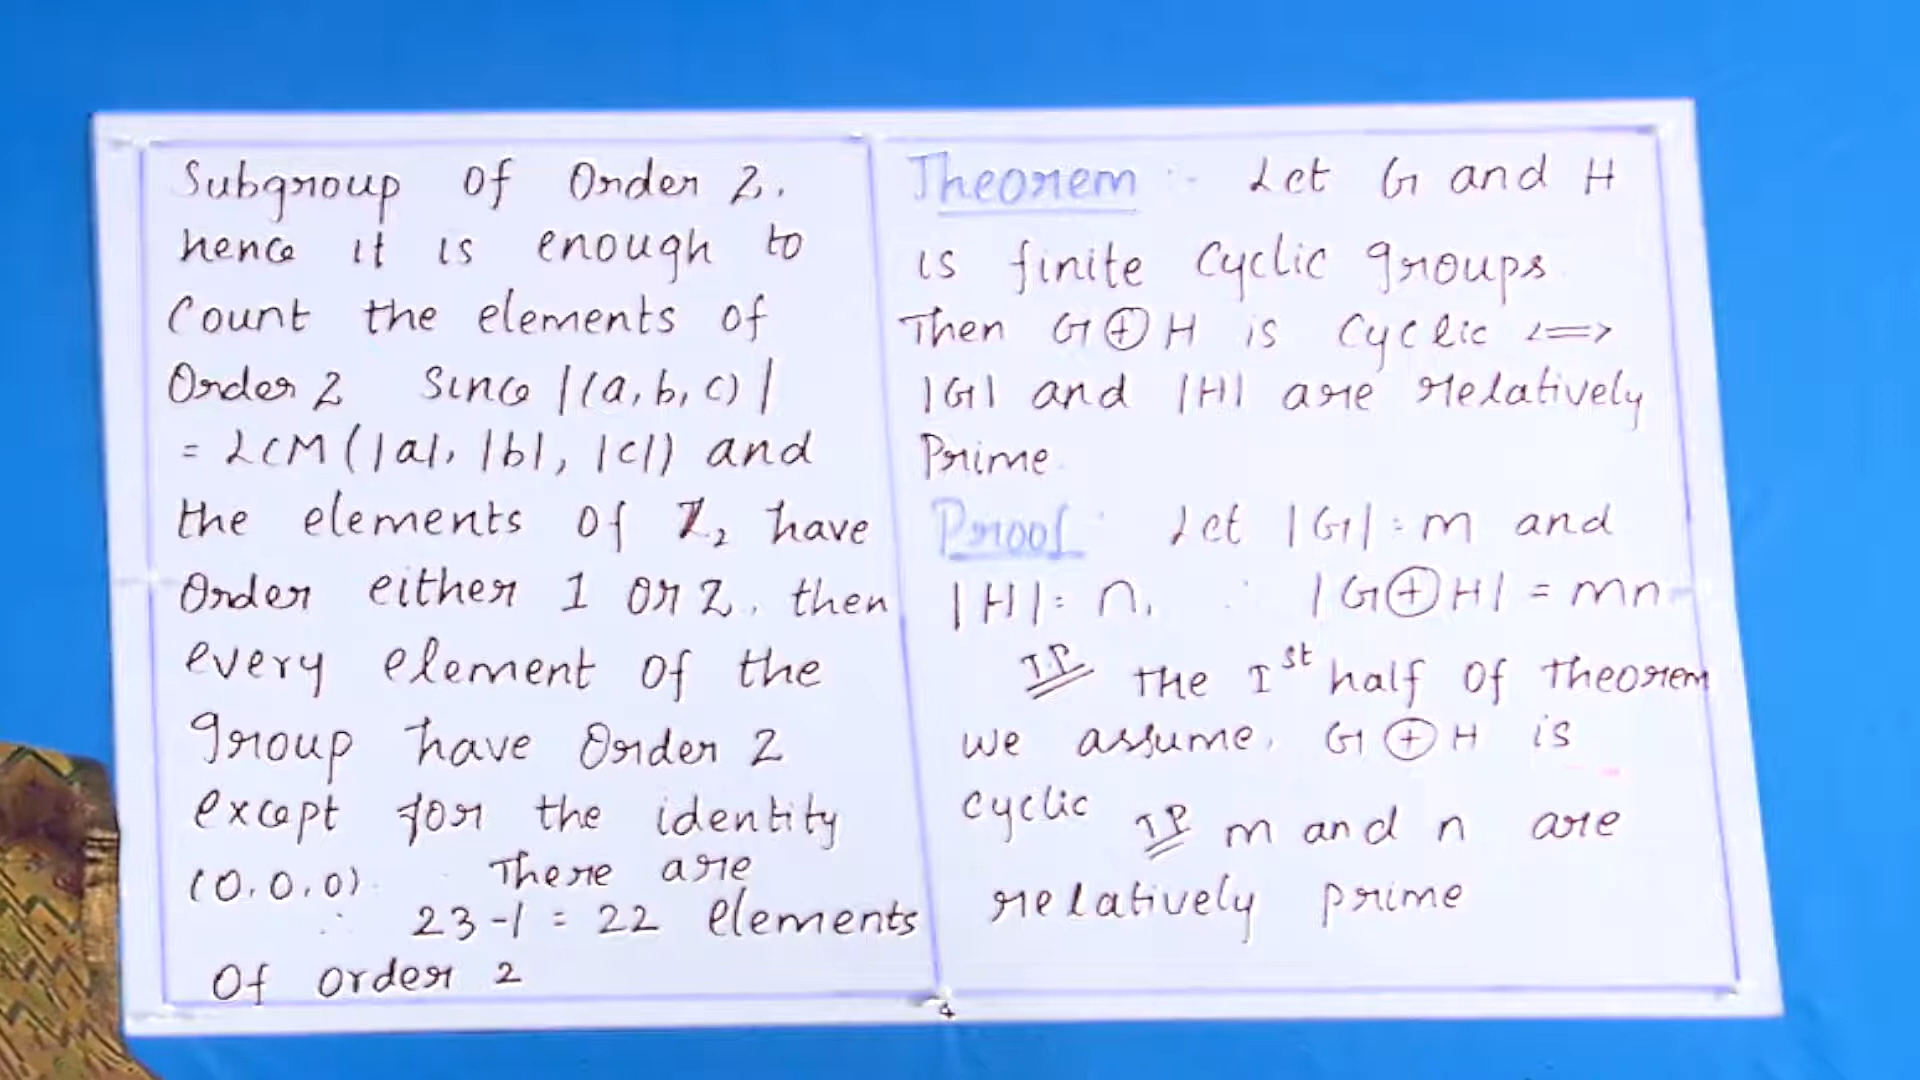 Subgroup of Order 2.
hence it is enough to
Count the elements of
Order 2 Since |(a, b, c)|
= LCM(|a|, |b|, |c|) and
the elements of Z₂ have
Order either 1 or 2. then
every element of the
group have Order 2
except for the identity
(0, 0, 0). There are
∴ 23-1 = 22 elements
Of order 2
Theorem :- Let G and H
is finite Cyclic groups
Then G⊕H is Cyclic <=>
|G| and |H| are relatively
Prime.
Proof : Let |G| = m and
|H| = n. ∴ |G⊕H| = mn
T.P the Ist half of theorem
we assume, G⊕H is
cyclic TP m and n are
relatively prime
4